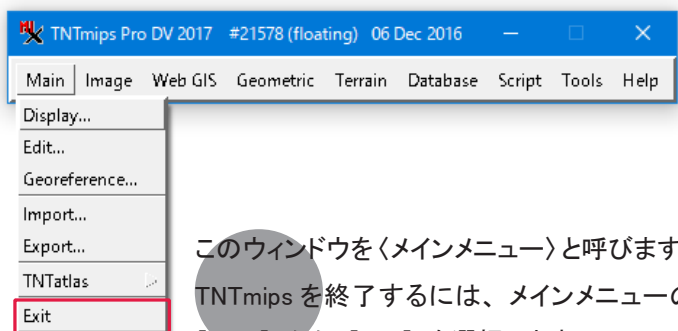 TNTmips Pro DV 2017 #21578 (floating) 06 Dec 2016
Main Image Web GIS Geometric Terrain Database Script Tools Help
Display...
Edit...
Georeference...
Import...
Export...
TNTatlas
Exit
このウィンドウを〈メインメニュー〉と呼びます
TNTmips を終了するには、メインメニューの